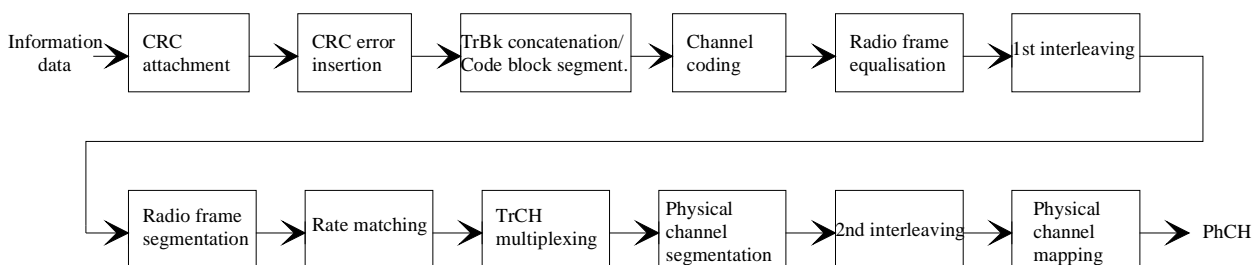 Information
data
CRC
attachment
CRC error
insertion
TrBk concatenation/
Code block segment.
Channel
coding
Radio frame
equalisation
1st interleaving
Radio frame
segmentation
Rate matching
TrCH
multiplexing
Physical
channel
segmentation
2nd interleaving
Physical
channel
mapping
PhCH